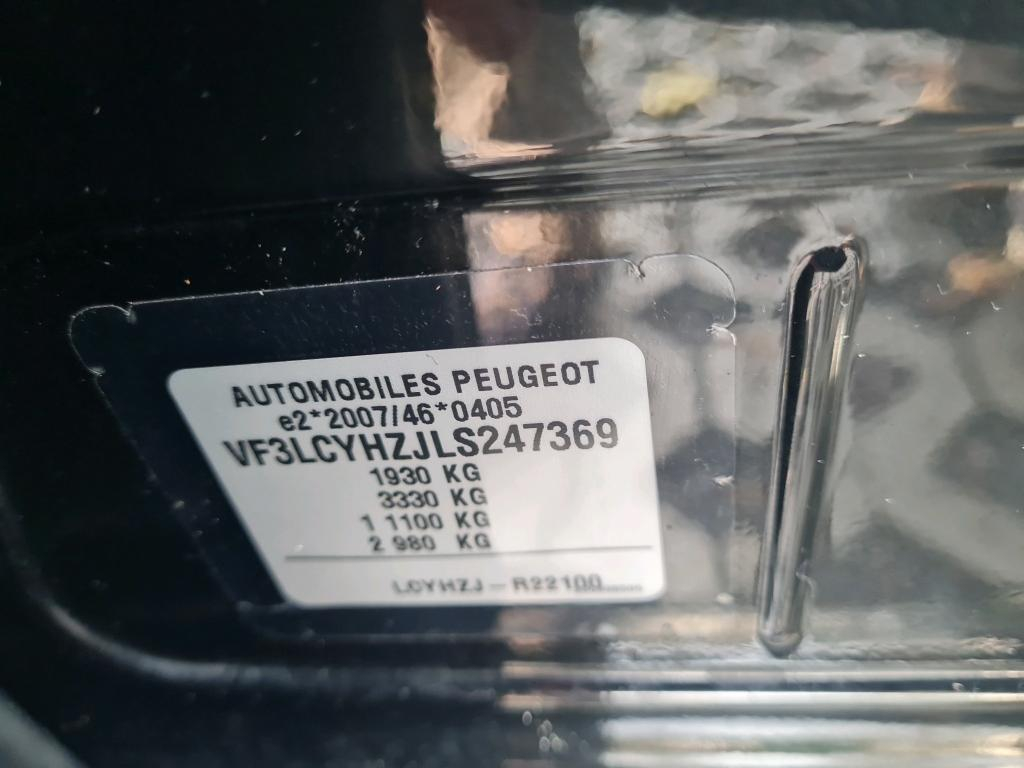 AUTOMOBILES PEUGEOT
e2*2007/46*0405
VF3LCYHZJLS247369
1930 KG
3330 KG
1 1100 KG
2 980 KG
LCYHZJ - R22100